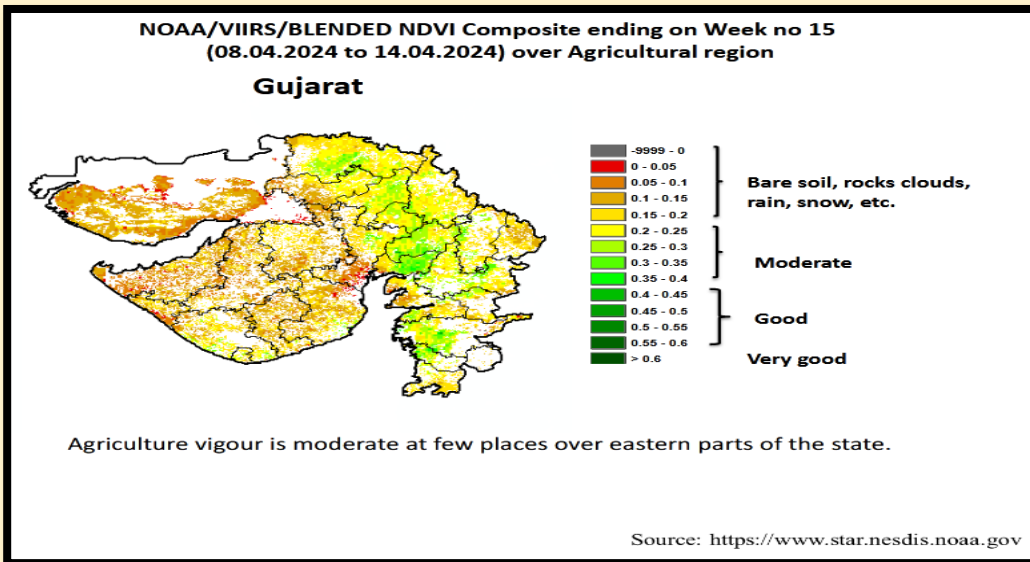 NOAA/VIIRS/BLENDED NDVI Composite ending on Week no 15
(08.04.2024 to 14.04.2024) over Agricultural region
Gujarat
-9999 - 0
0 - 0.05
0.05 - 0.1
0.1 - 0.15
0.15 - 0.2
0.2 - 0.25
0.25 - 0.3
0.3 - 0.35
0.35 - 0.4
0.4 - 0.45
0.45 - 0.5
0.5 - 0.55
0.55 - 0.6
> 0.6
Bare soil, rocks clouds,
rain, snow, etc.
Moderate
Good
Very good
Agriculture vigour is moderate at few places over eastern parts of the state.
Source: https://www.star.nesdis.noaa.gov